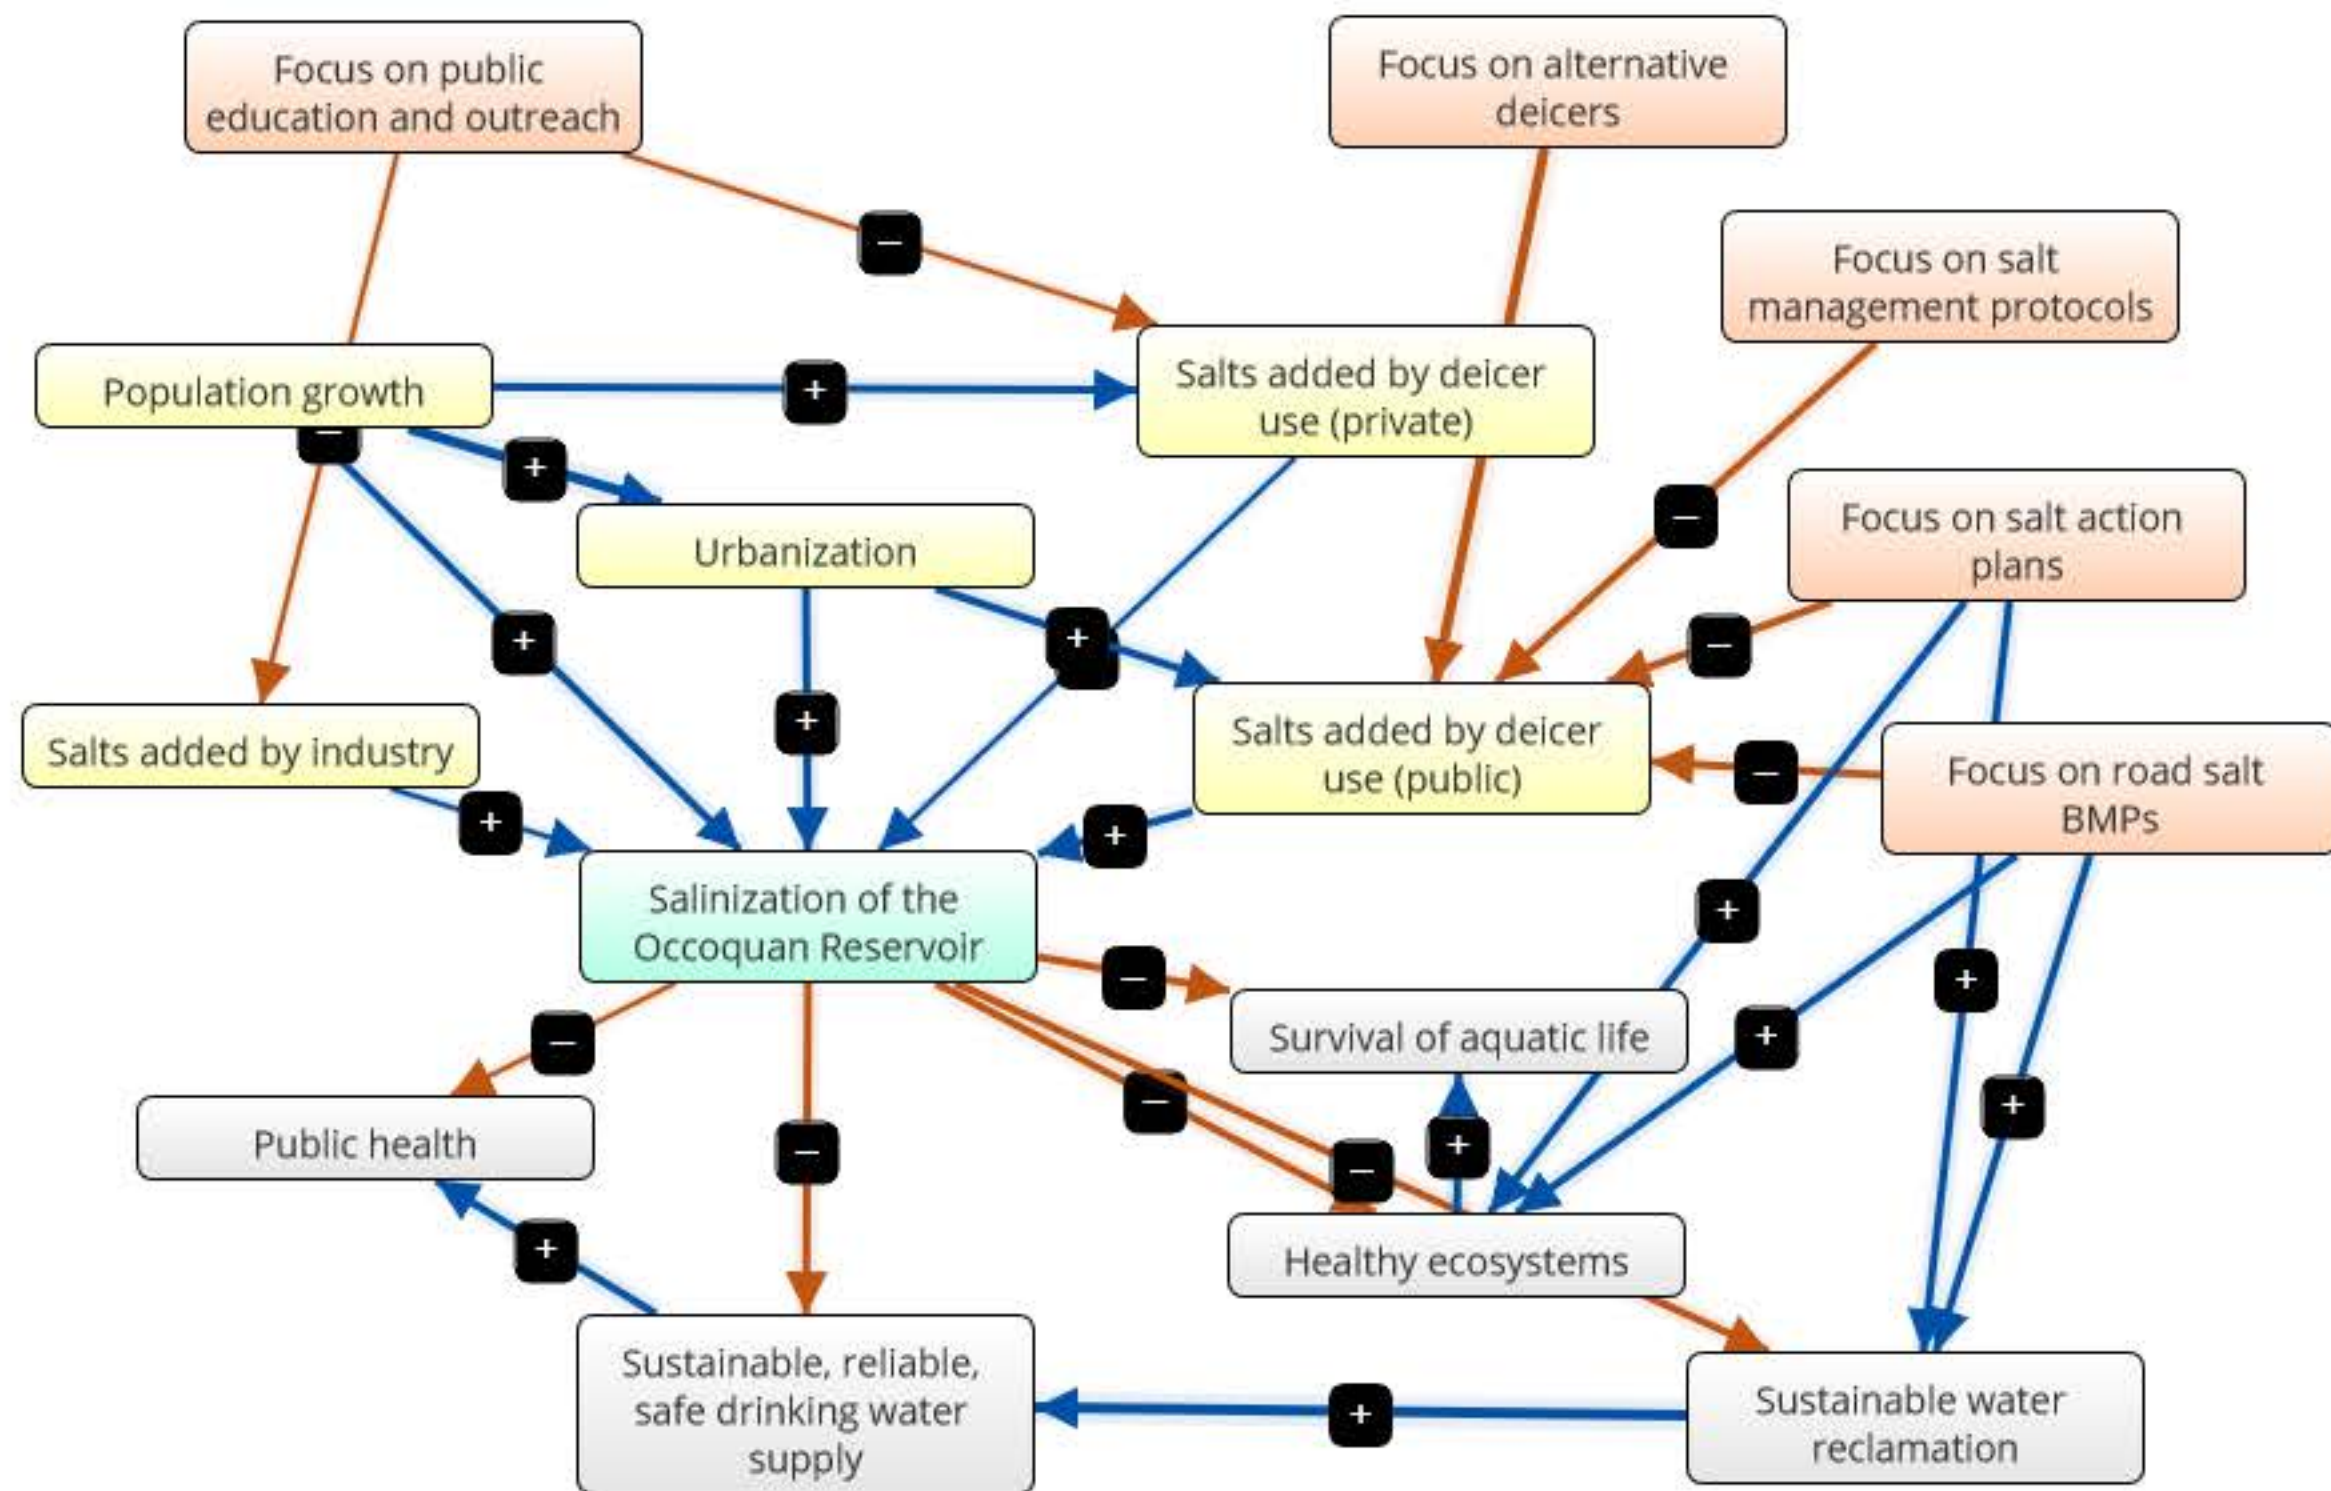 Focus on public
education and outreach
Focus on alternative
deicers
Focus on salt
management protocols
–
Population growth
+
Salts added by deicer
use (private)
–
+
Urbanization
–
Focus on salt action
plans
+
+
–
Salts added by industry
+
+
Salts added by deicer
use (public)
–
Focus on road salt
BMPs
+
Salinization of the
Occoquan Reservoir
+
–
+
Survival of aquatic life
+
–
–
+
Public health
–
–
+
Healthy ecosystems
+
Sustainable, reliable,
safe drinking water
supply
+
Sustainable water
reclamation